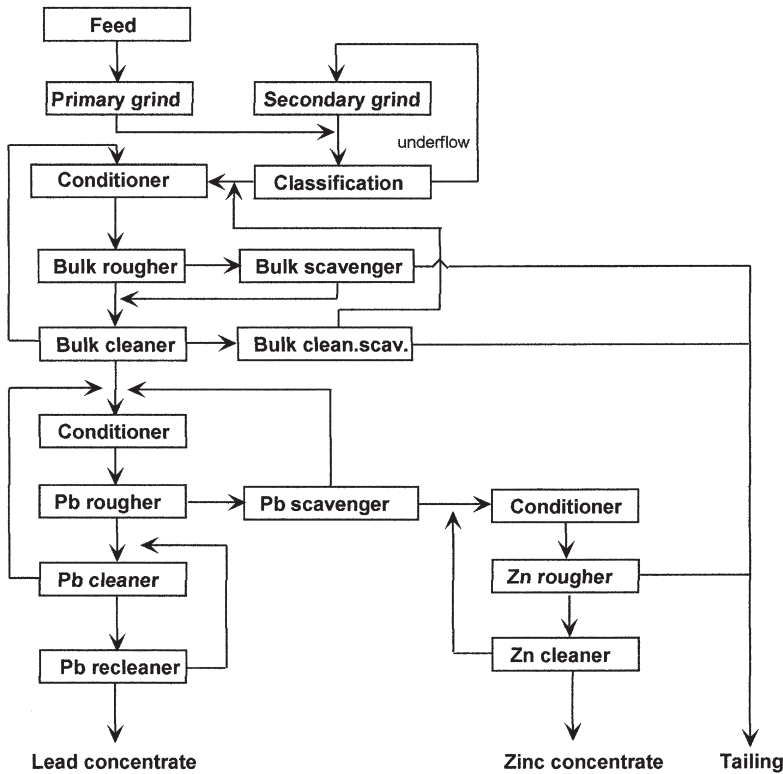 Feed
Primary grind
Secondary grind
underflow
Conditioner
Classification
Bulk rougher
Bulk scavenger
Bulk cleaner
Bulk clean.scav.
Conditioner
Pb rougher
Pb scavenger
Conditioner
Pb cleaner
Zn rougher
Pb recleaner
Zn cleaner
Lead concentrate
Zinc concentrate
Tailing